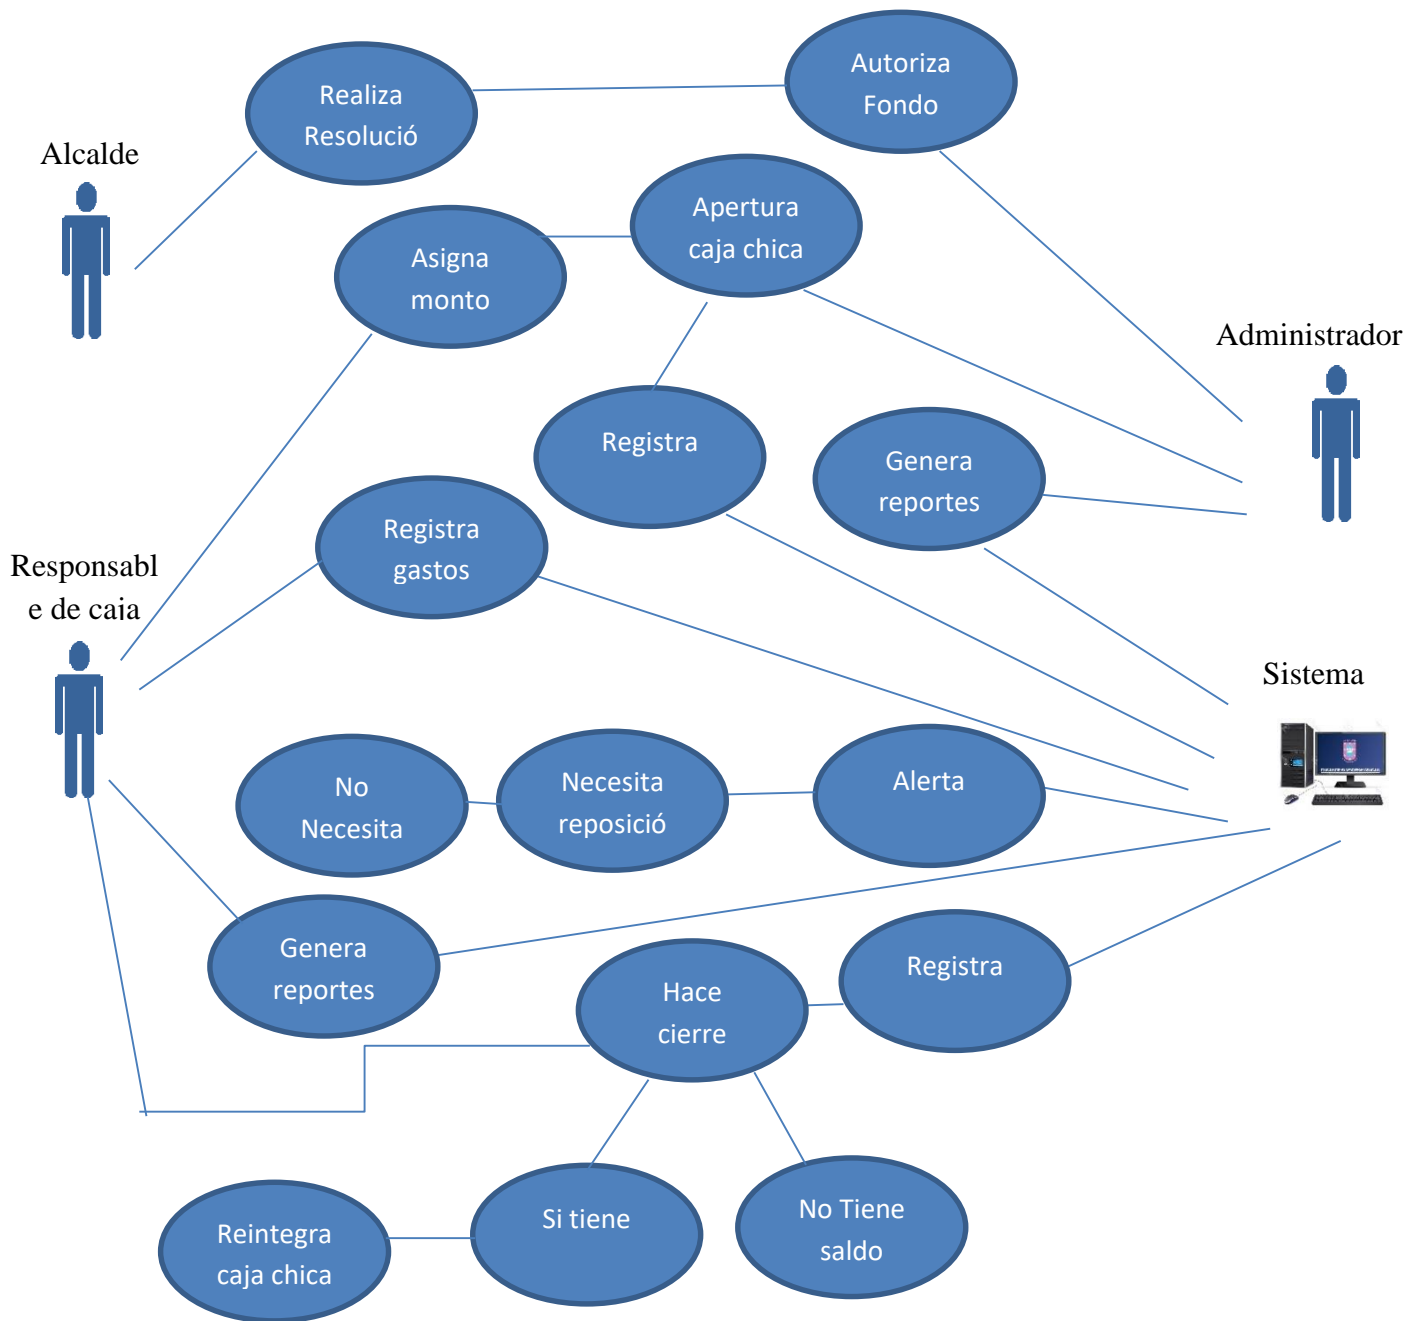 Realiza
Resolució
Autoriza
Fondo
Alcalde
Apertura
caja chica
Asigna
monto
Administrador
Registra
Genera
reportes
Registra
gastos
Responsabl
e de caja
Sistema
No
Necesita
Necesita
reposició
Alerta
Genera
reportes
Hace
cierre
Registra
Reintegra
caja chica
Si tiene
No Tiene
saldo